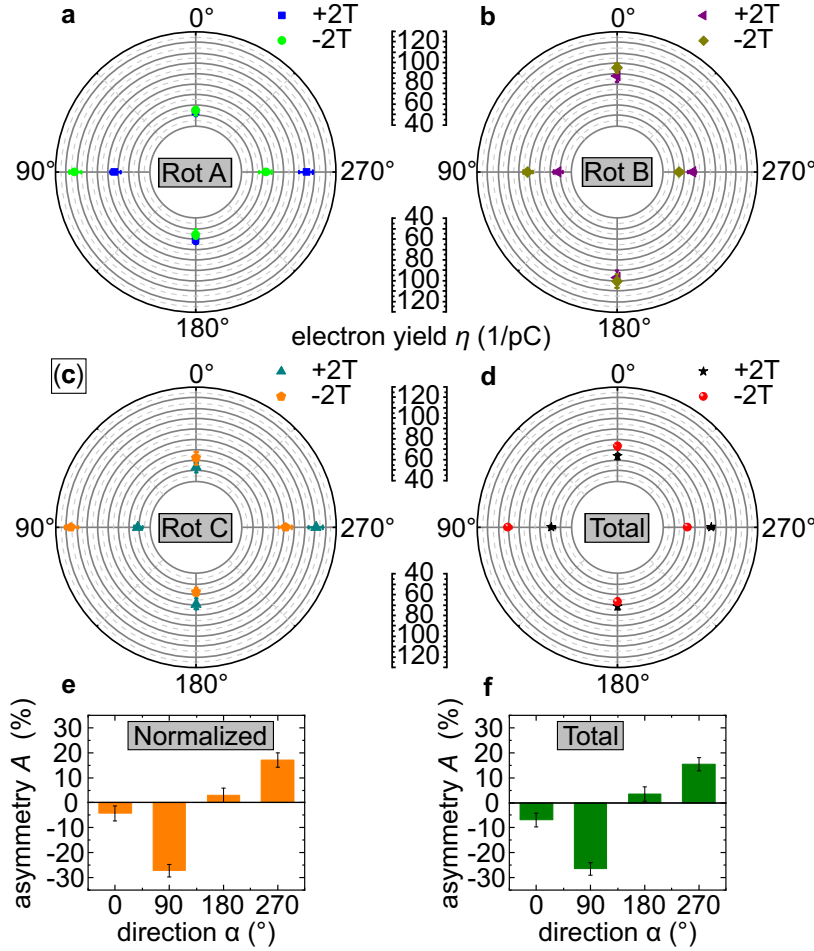 a
+2T
-2T
0°
90°
Rot A
270°
180°
120
100
80
60
40
40
60
80
100
120
b
+2T
-2T
0°
90°
Rot B
270°
180°
electron yield η (1/pC)
(c)
+2T
-2T
0°
90°
Rot C
270°
180°
120
100
80
60
40
40
60
80
100
120
d
+2T
-2T
0°
90°
Total
270°
180°
e
asymmetry A (%)
Normalized
30
20
10
0
-10
-20
-30
0 90 180 270
direction α (°)
f
asymmetry A (%)
Total
30
20
10
0
-10
-20
-30
0 90 180 270
direction α (°)